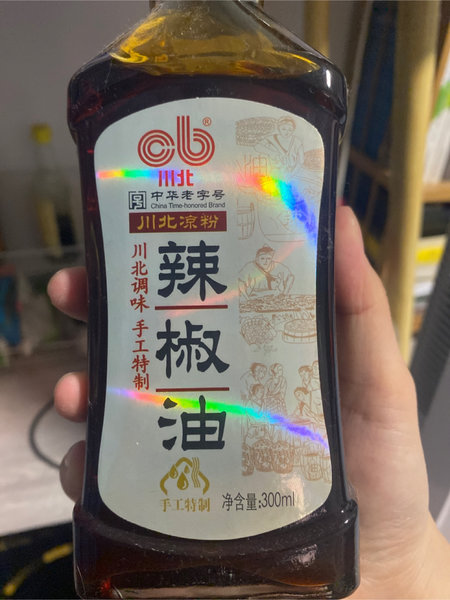 cb®
川北
中华老字号
China Time-honored Brand
川北凉粉
辣椒油
川北调味 手工特制
手工特制
净含量:300ml